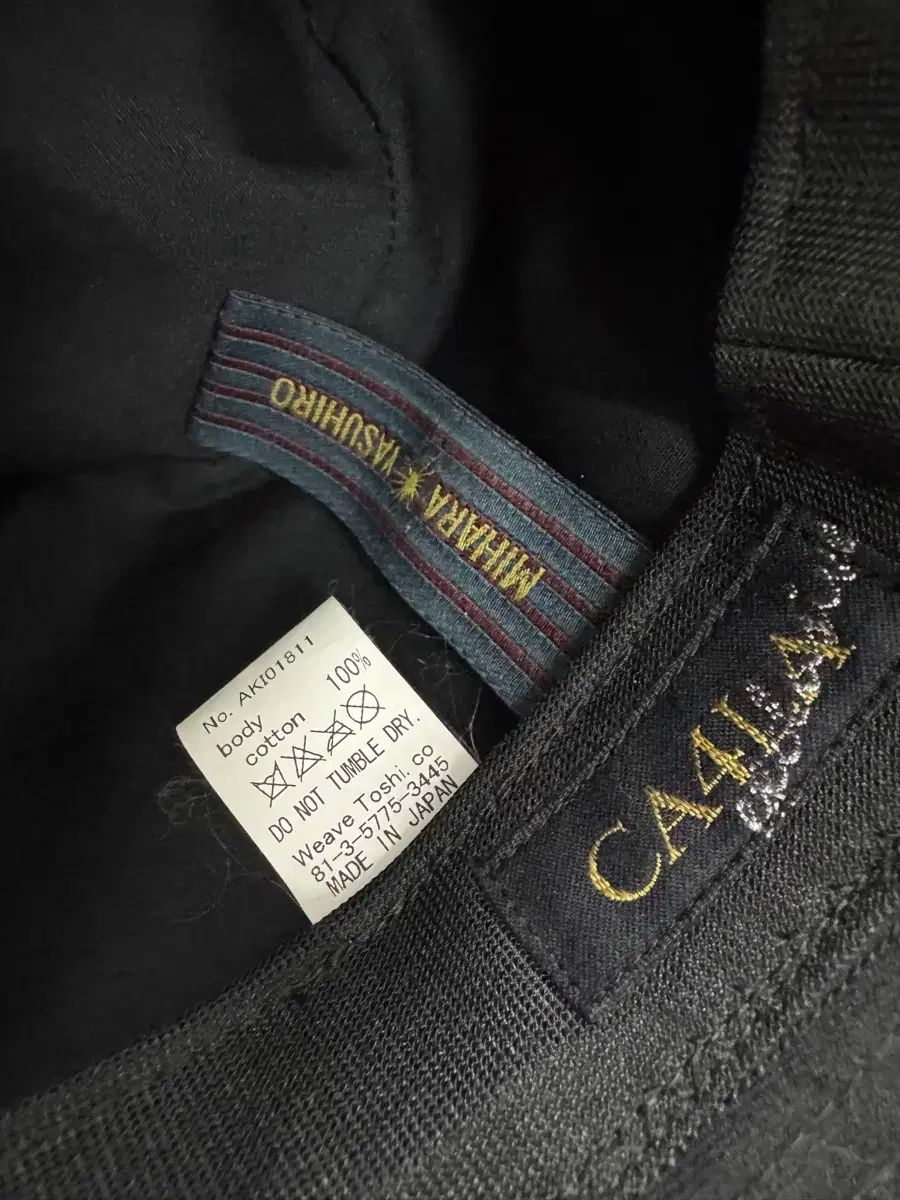 MIHARA YASUHIRO
No. AKI01811
body
cotton 100%
DO NOT TUMBLE DRY.
Weave Toshi. co
81-3-5775-3445
MADE IN JAPAN
CA4LA